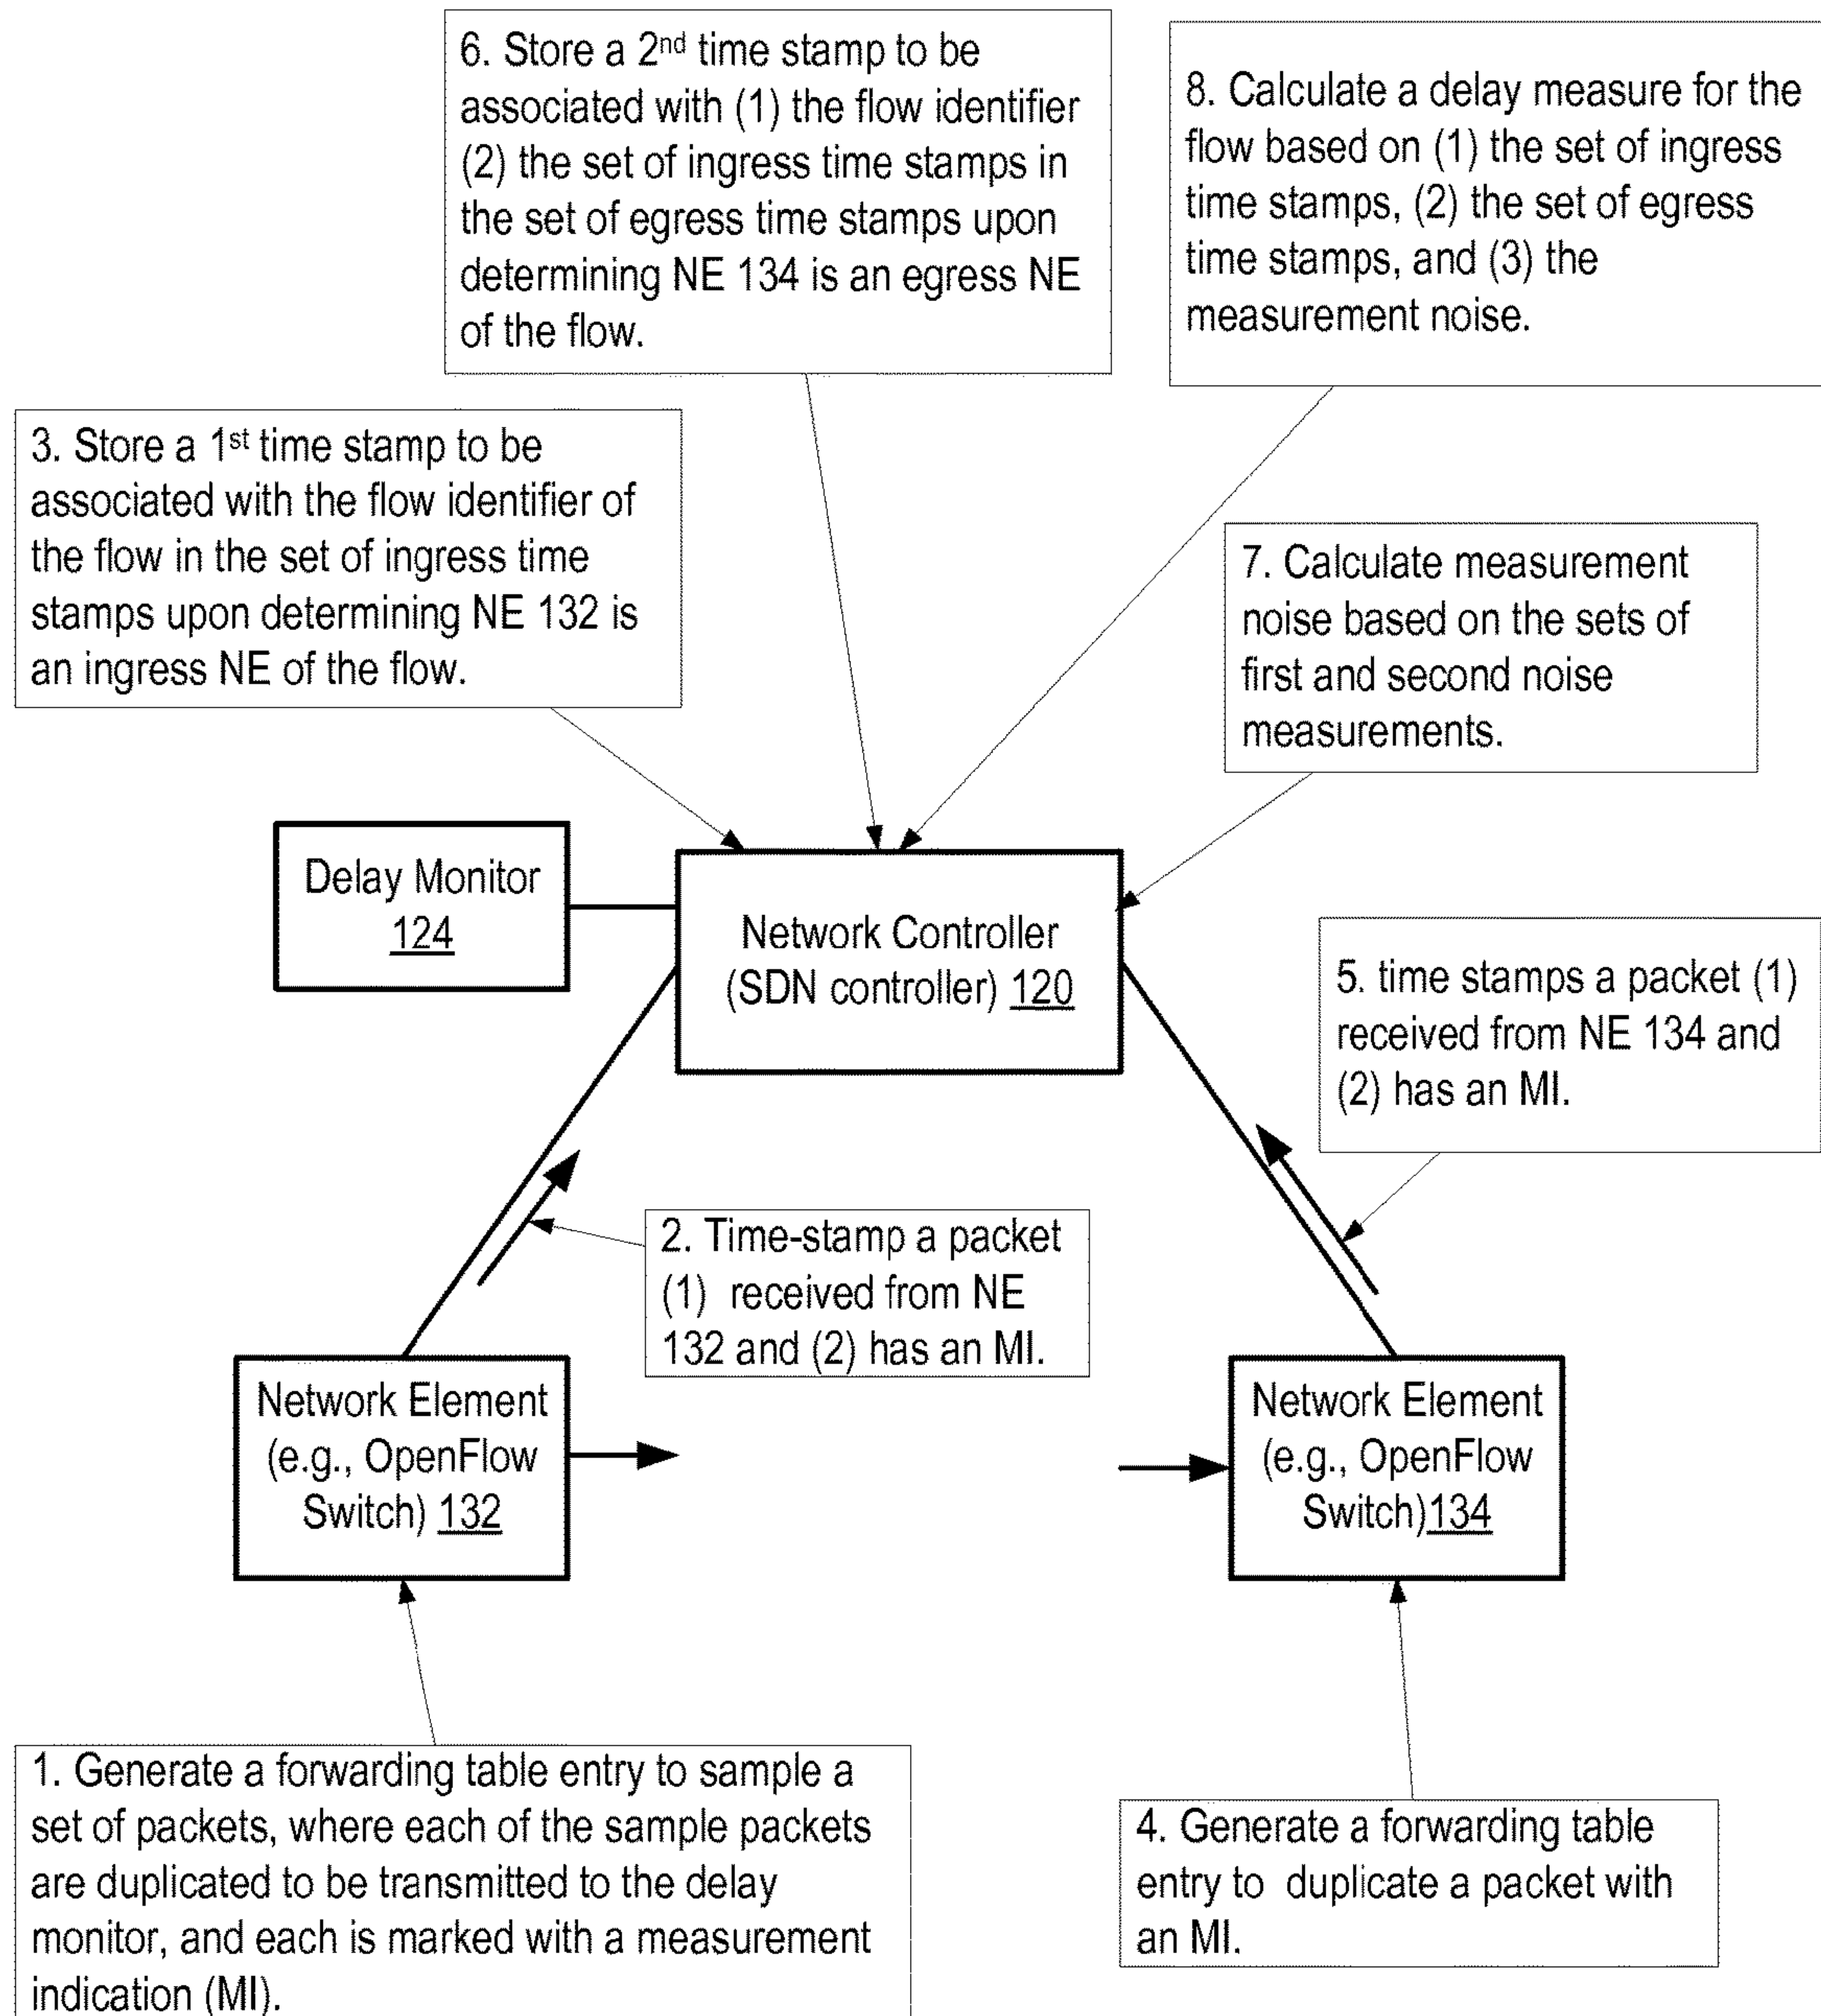 6. Store a 2nd time stamp to be
associated with (1) the flow identifier
(2) the set of ingress time stamps in
the set of egress time stamps upon
determining NE 134 is an egress NE
of the flow.
8. Calculate a delay measure for the
flow based on (1) the set of ingress
time stamps, (2) the set of egress
time stamps, and (3) the
measurement noise.
3. Store a 1st time stamp to be
associated with the flow identifier of
the flow in the set of ingress time
stamps upon determining NE 132 is
an ingress NE of the flow.
7. Calculate measurement
noise based on the sets of
first and second noise
measurements.
Delay Monitor
124
Network Controller
(SDN controller) 120
5. time stamps a packet (1)
received from NE 134 and
(2) has an MI.
2. Time-stamp a packet
(1) received from NE
132 and (2) has an MI.
Network Element
(e.g., OpenFlow
Switch) 132
Network Element
(e.g., OpenFlow
Switch)134
1. Generate a forwarding table entry to sample a
set of packets, where each of the sample packets
are duplicated to be transmitted to the delay
monitor, and each is marked with a measurement
indication (MI).
4. Generate a forwarding table
entry to duplicate a packet with
an MI.